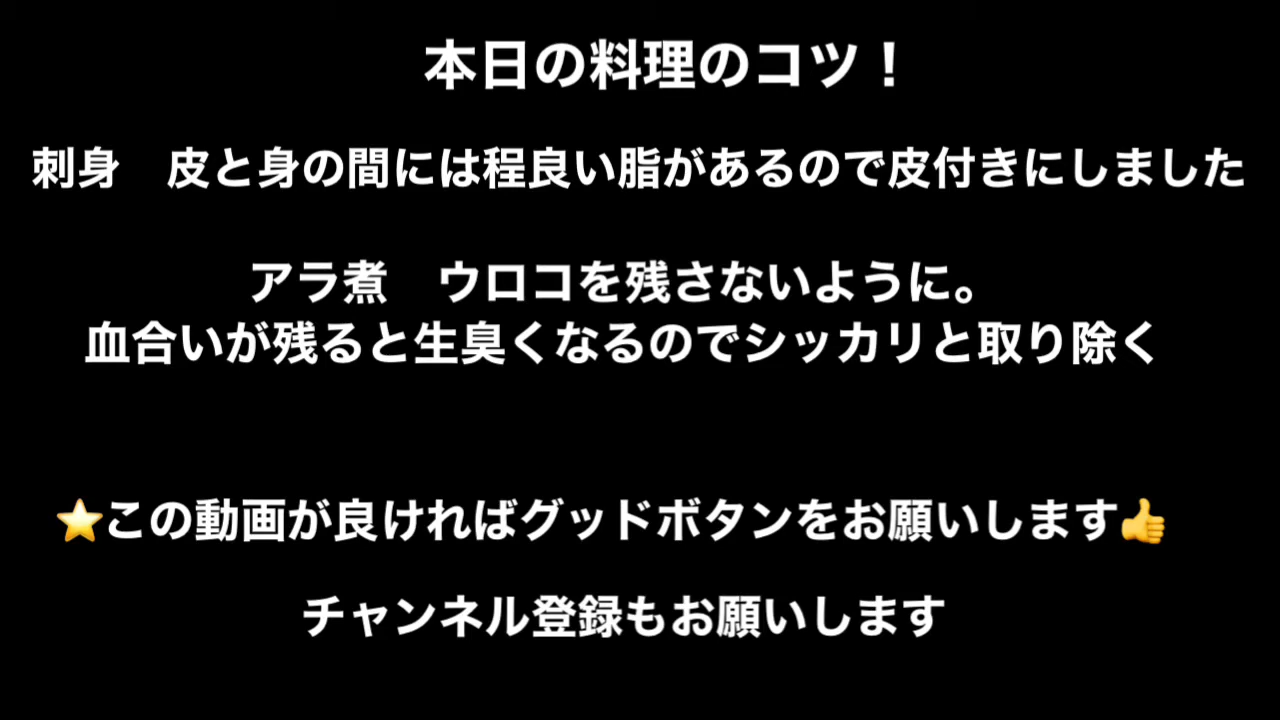 本日の料理のコツ！
刺身　皮と身の間には程良い脂があるので皮付きにしました
アラ煮　ウロコを残さないように。
血合いが残ると生臭くなるのでシッカリと取り除く
⭐この動画が良ければグッドボタンをお願いします👍
チャンネル登録もお願いします